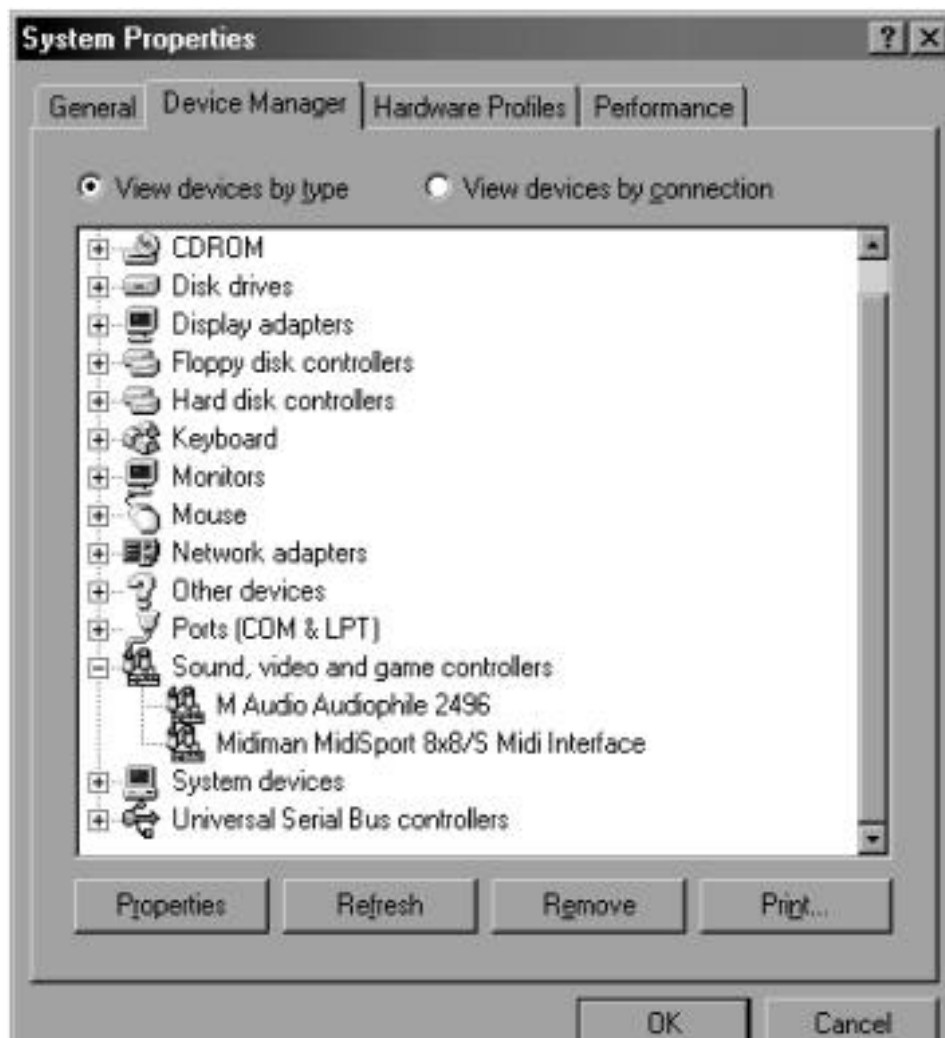 System Properties
General Device Manager Hardware Profiles Performance
View devices by type View devices by connection
CDROM
Disk drives
Display adapters
Floppy disk controllers
Hard disk controllers
Keyboard
Monitors
Mouse
Network adapters
Other devices
Ports (COM & LPT)
Sound, video and game controllers
M Audio Audiophile 2496
Midiman MidiSport 8x8/S Midi Interface
System devices
Universal Serial Bus controllers
Properties Refresh Remove Print...
OK Cancel